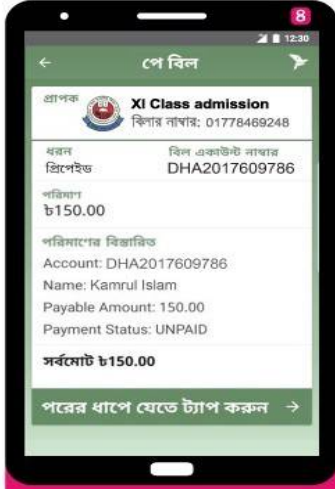 8
12:30
পে বিল
প্রাপক
XI Class admission
বিলার নাম্বার: 01778469248
ধরন
বিল একাউন্ট নাম্বার
প্রিপেইড
DHA2017609786
পরিমাণ
৳150.00
পরিমাণের বিস্তারিত
Account: DHA2017609786
Name: Kamrul Islam
Payable Amount: 150.00
Payment Status: UNPAID
সর্বমোট ৳150.00
পরের ধাপে যেতে ট্যাপ করুন →